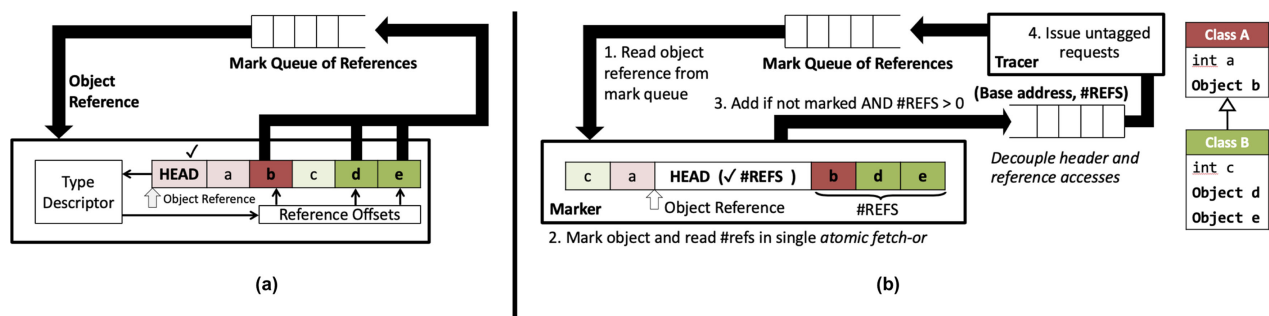 Mark Queue of References
Object
Reference
✓
HEAD a b c d e
Type
Descriptor
Object Reference
Reference Offsets
(a)
1. Read object
reference from
mark queue
Mark Queue of References
4. Issue untagged
requests
Tracer
3. Add if not marked AND #REFS > 0
(Base address, #REFS)
Decouple header and
reference accesses
c a HEAD (✓ #REFS ) b d e
Object Reference
#REFS
Marker
2. Mark object and read #refs in single atomic fetch-or
(b)
Class A
int a
Object b
Class B
int c
Object d
Object e